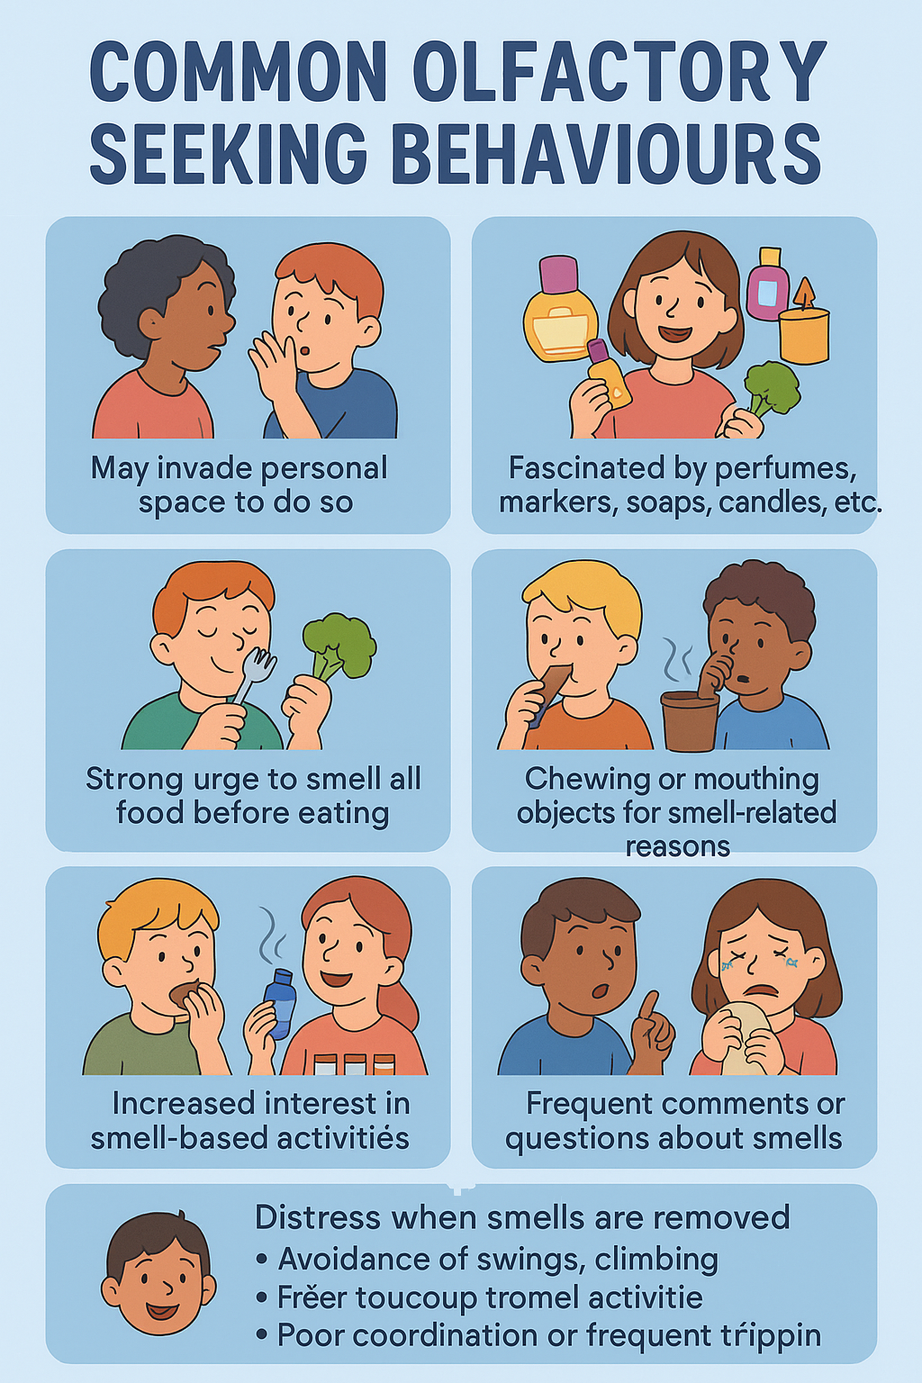 COMMON OLFACTORY
SEEKING BEHAVIOURS
May invade personal
space to do so
Fascinated by perfumes,
markers, soaps, candles, etc.
Strong urge to smell all
food before eating
Chewing or mouthing
objects for smell-related
reasons
Increased interest in
smell-based activitiés
Frequent comments or
questions about smells
Distress when smells are removed
• Avoidance of swings, climbing
• Frěer toucoup tromel activitie
• Poor coordination or frequent tŕippin